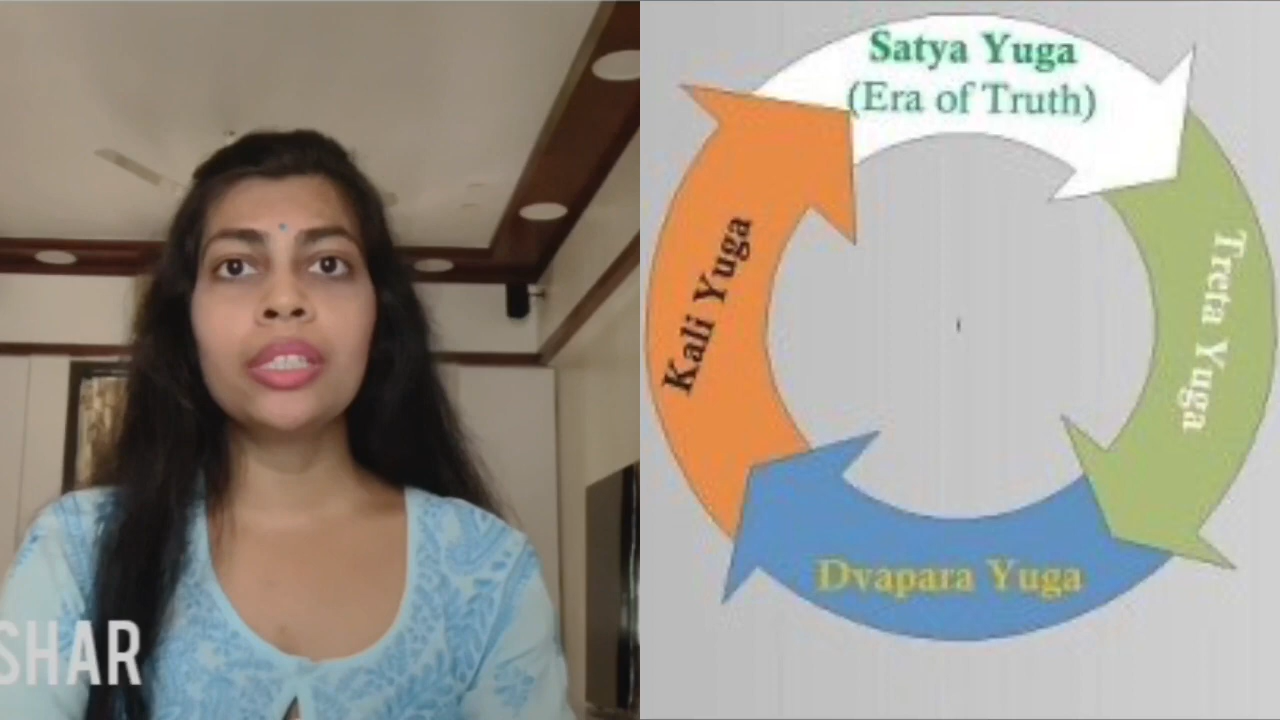 SHAR
Satya Yuga
(Era of Truth)
Treta Yuga
Dvapara Yuga
Kali Yuga